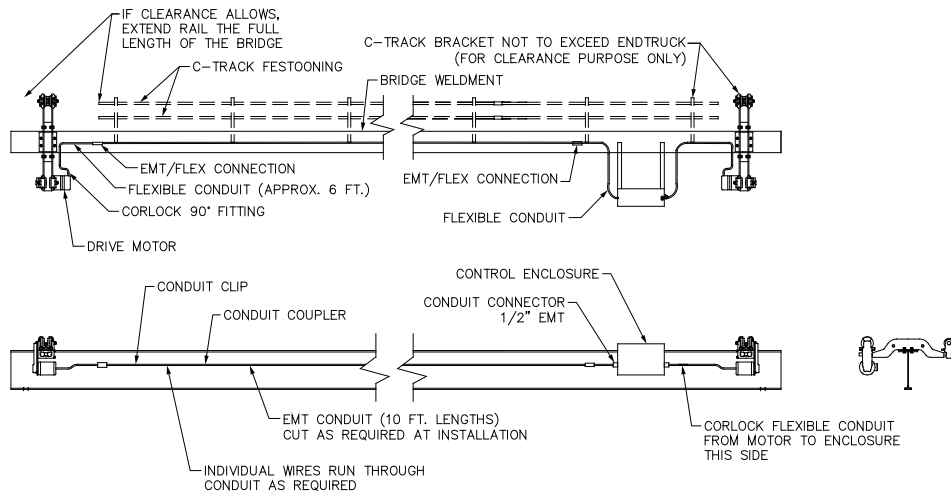 IF CLEARANCE ALLOWS,
EXTEND RAIL THE FULL
LENGTH OF THE BRIDGE
C-TRACK FESTOONING
C-TRACK BRACKET NOT TO EXCEED ENDTRUCK
(FOR CLEARANCE PURPOSE ONLY)
BRIDGE WELDMENT
EMT/FLEX CONNECTION
FLEXIBLE CONDUIT (APPROX. 6 FT.)
CORLOCK 90° FITTING
DRIVE MOTOR
EMT/FLEX CONNECTION
FLEXIBLE CONDUIT
CONDUIT CLIP
CONDUIT COUPLER
CONTROL ENCLOSURE
CONDUIT CONNECTOR
1/2" EMT
EMT CONDUIT (10 FT. LENGTHS)
CUT AS REQUIRED AT INSTALLATION
INDIVIDUAL WIRES RUN THROUGH
CONDUIT AS REQUIRED
CORLOCK FLEXIBLE CONDUIT
FROM MOTOR TO ENCLOSURE
THIS SIDE